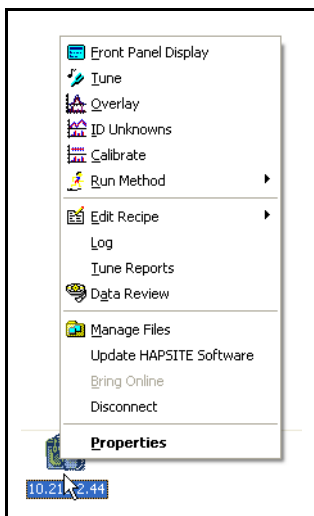 Front Panel Display
Tune
Overlay
ID Unknowns
Calibrate
Run Method
Edit Recipe
Log
Tune Reports
Data Review
Manage Files
Update HAPSITE Software
Bring Online
Disconnect
Properties